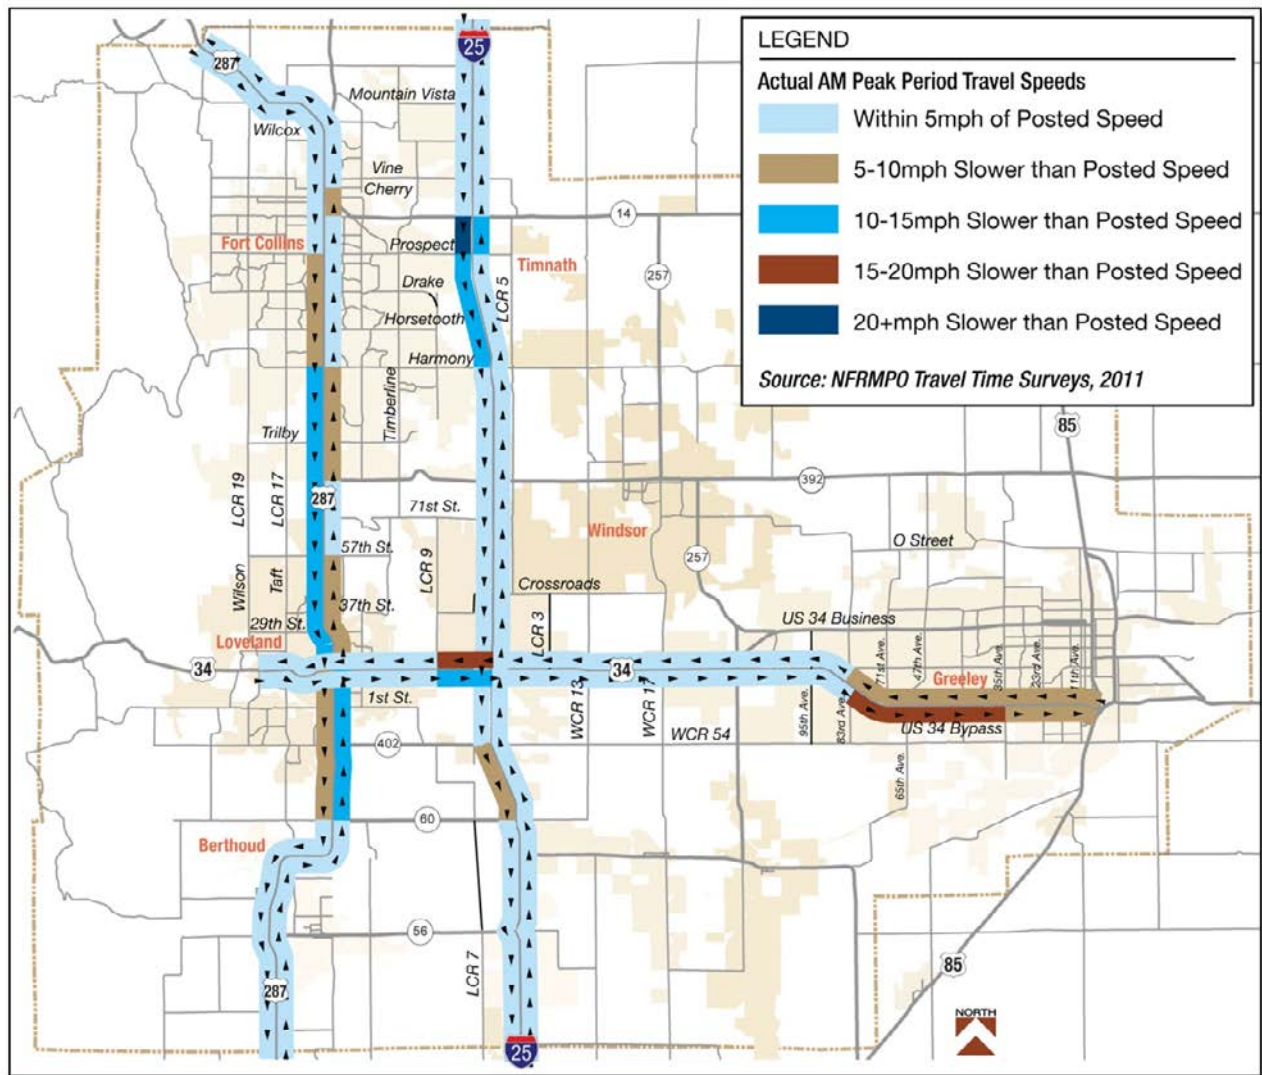 LEGEND
Actual AM Peak Period Travel Speeds
Within 5mph of Posted Speed
5-10mph Slower than Posted Speed
10-15mph Slower than Posted Speed
15-20mph Slower than Posted Speed
20+mph Slower than Posted Speed
Source: NFRMPO Travel Time Surveys, 2011
25
287
Mountain Vista
Wilcox
Vine
Cherry
14
Fort Collins
Prospect
Timnath
257
Drake
LCR 5
Horsetooth
Harmony
Timberline
Trilby
85
LCR 19
LCR 17
287
392
71st St.
Windsor
57th St.
O Street
257
Wilson
Taft
LCR 9
Crossroads
37th St.
29th St.
LCR 3
US 34 Business
Loveland
34
34
71st Ave.
47th Ave.
35th Ave.
23rd Ave.
11th Ave.
Greeley
1st St.
WCR 13
WCR 17
95th Ave.
83rd Ave.
US 34 Bypass
402
WCR 54
65th Ave.
60
Berthoud
56
LCR 7
85
287
NORTH
25